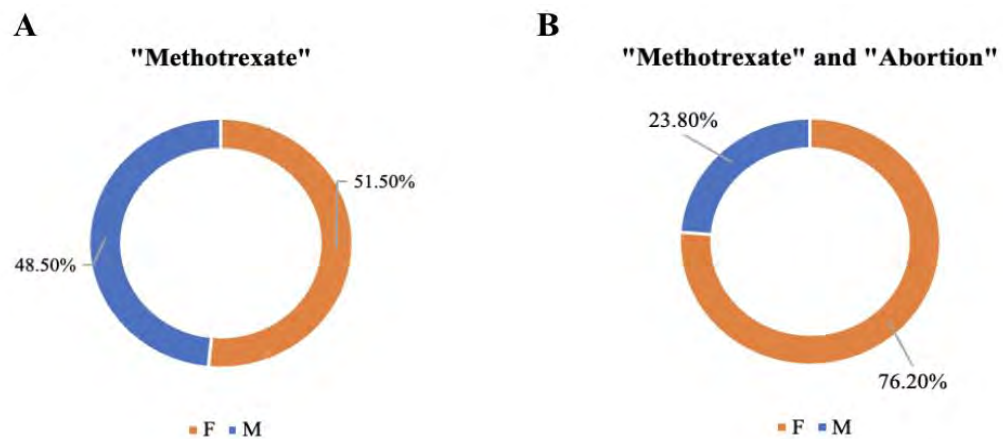 A
"Methotrexate"
51.50%
48.50%
F M
B
"Methotrexate" and "Abortion"
23.80%
76.20%
F M